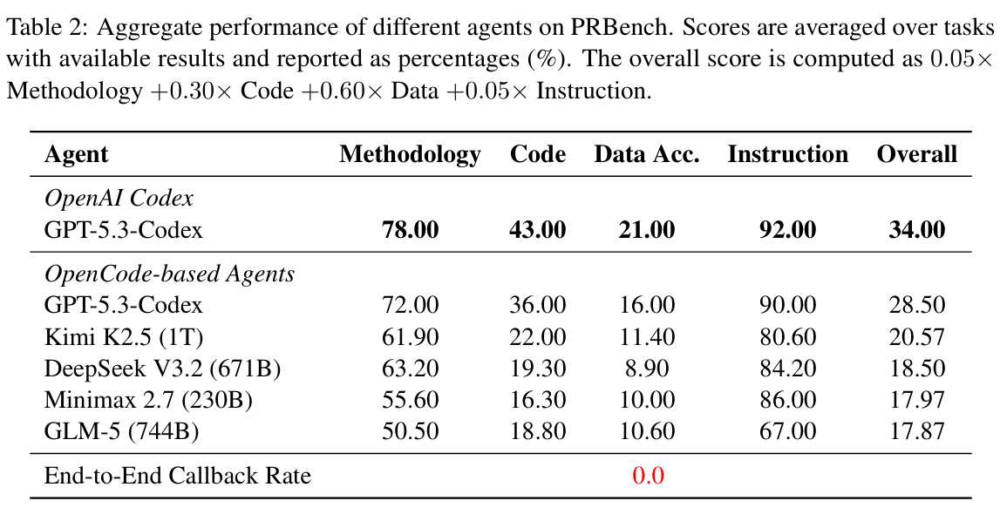 Table 2: Aggregate performance of different agents on PRBench. Scores are averaged over tasks
with available results and reported as percentages (%). The overall score is computed as 0.05×
Methodology +0.30× Code +0.60× Data +0.05× Instruction.
Agent Methodology Code Data Acc. Instruction Overall
OpenAI Codex
GPT-5.3-Codex 78.00 43.00 21.00 92.00 34.00
OpenCode-based Agents
GPT-5.3-Codex 72.00 36.00 16.00 90.00 28.50
Kimi K2.5 (1T) 61.90 22.00 11.40 80.60 20.57
DeepSeek V3.2 (671B) 63.20 19.30 8.90 84.20 18.50
Minimax 2.7 (230B) 55.60 16.30 10.00 86.00 17.97
GLM-5 (744B) 50.50 18.80 10.60 67.00 17.87
End-to-End Callback Rate 0.0